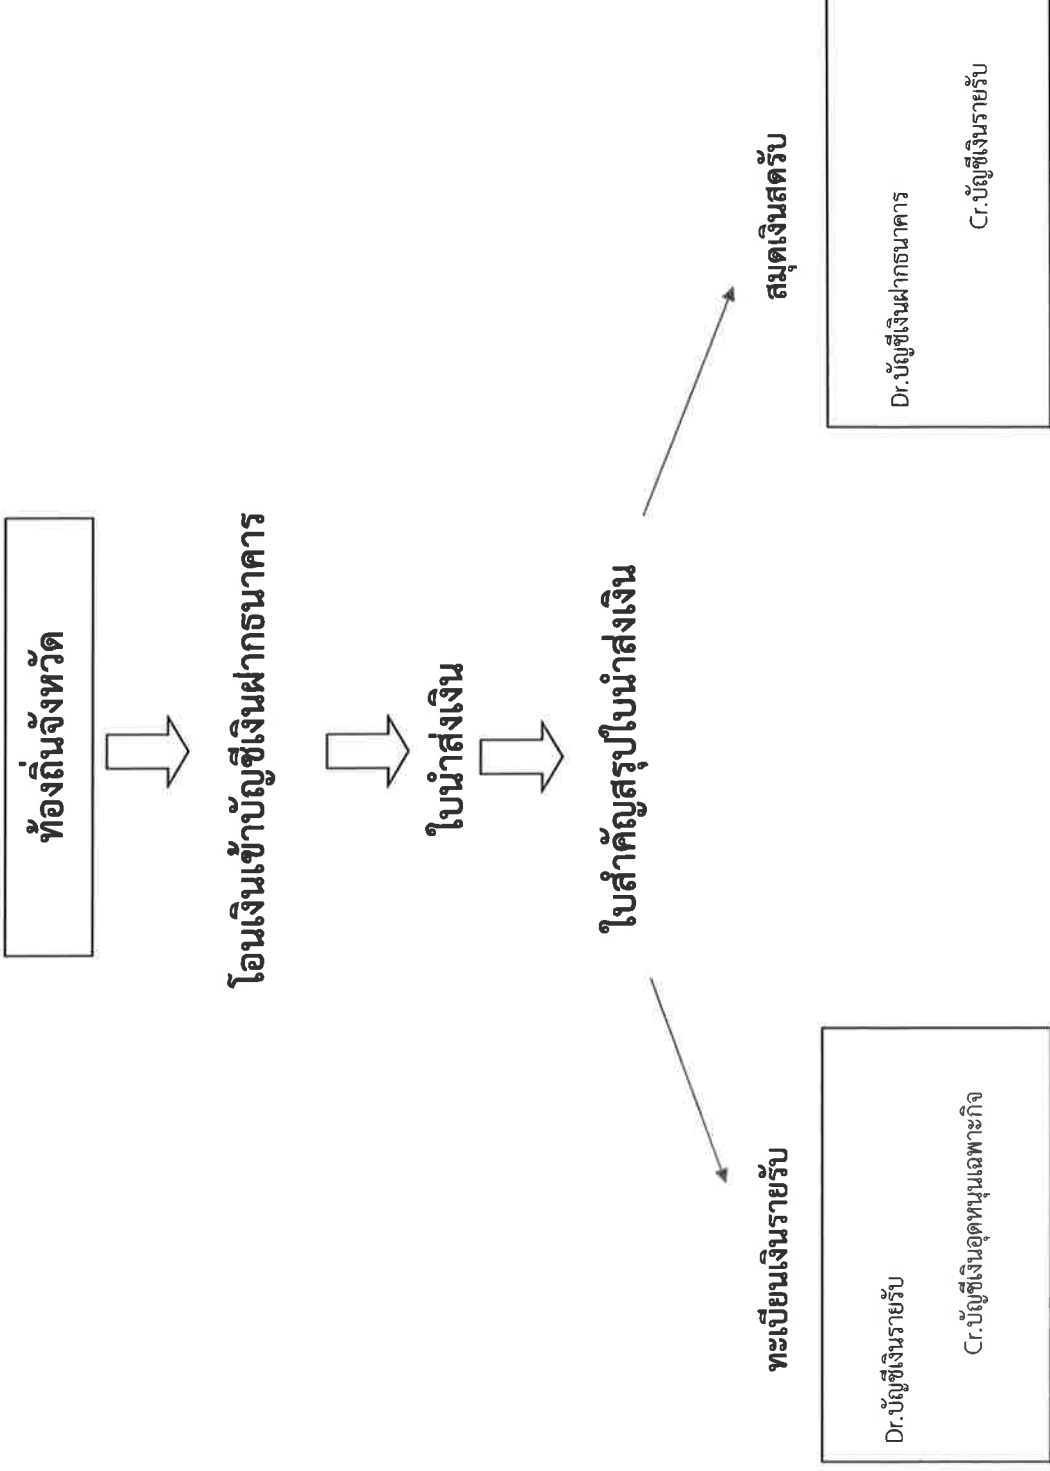 ท้องถิ่นจังหวัด
โอนเงินเข้าบัญชีเงินฝากธนาคาร
ใบนำส่งเงิน
ใบสำคัญสรุปใบนำส่งเงิน
ทะเบียนเงินรายรับ
Dr.บัญชีเงินรายรับ
Cr.บัญชีเงินอุดหนุนเฉพาะกิจ
สมุดเงินสดรับ
Dr.บัญชีเงินฝากธนาคาร
Cr.บัญชีเงินรายรับ